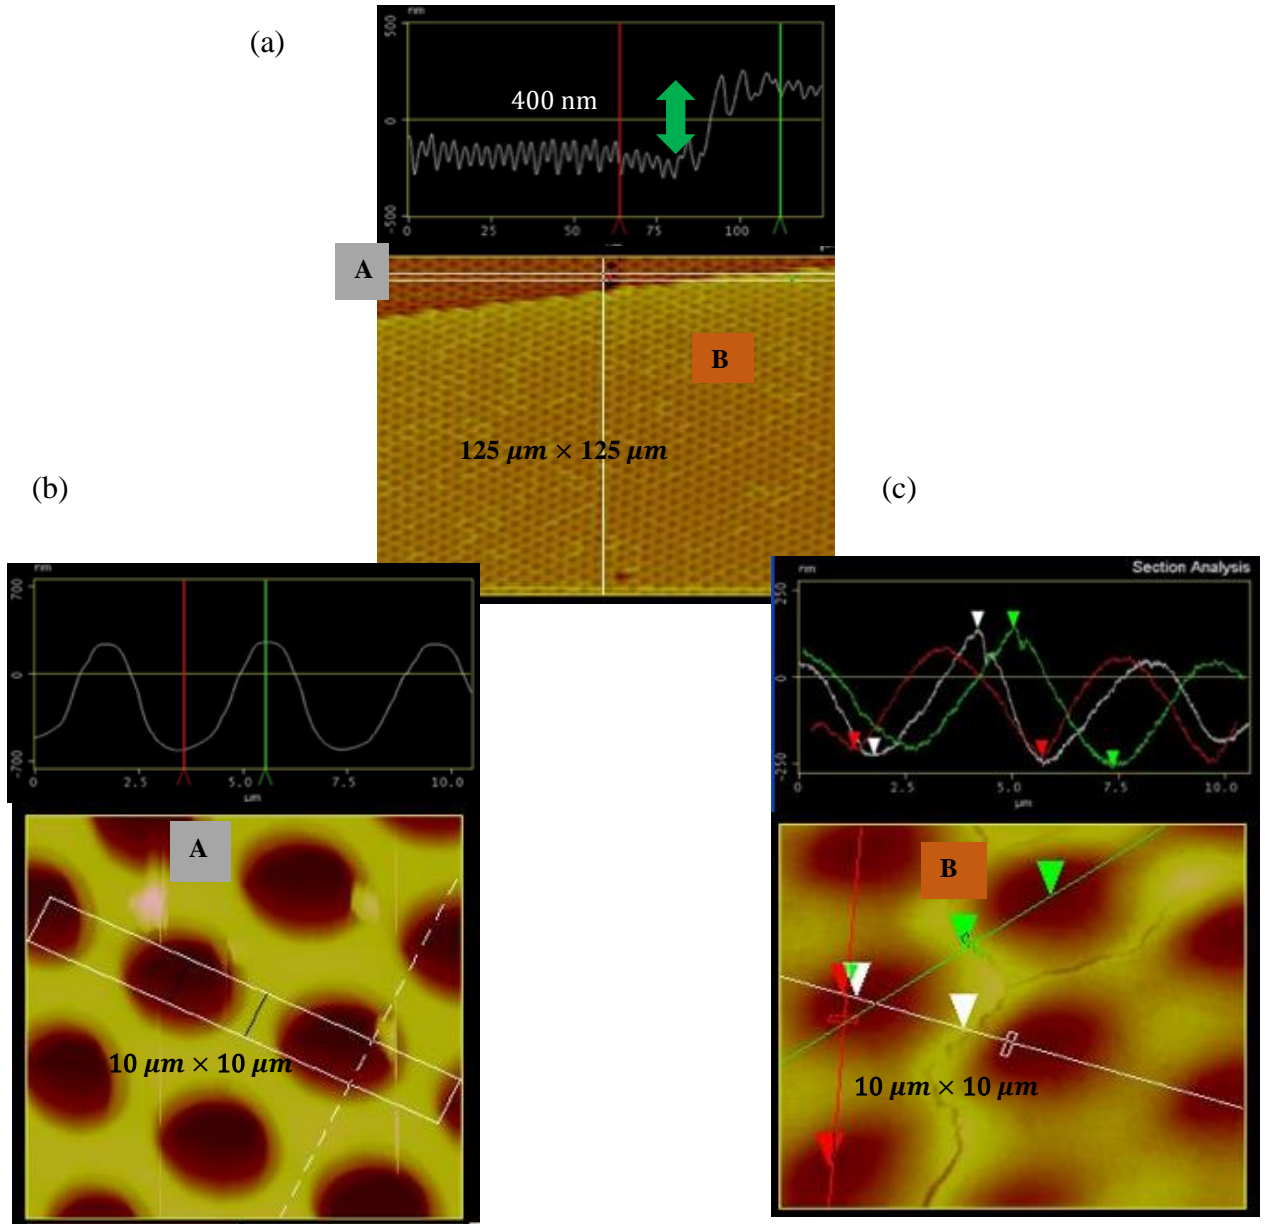 (a)
nm
500
400 nm
0
-500
0 25 50 75 100
A
B
125 μm × 125 μm
(b)
nm
700
0
-700
0 2.5 5.0 7.5 10.0
μm
A
10 μm × 10 μm
(c)
nm
Section Analysis
250
0
-250
0 2.5 5.0 7.5 10.0
μm
B
10 μm × 10 μm